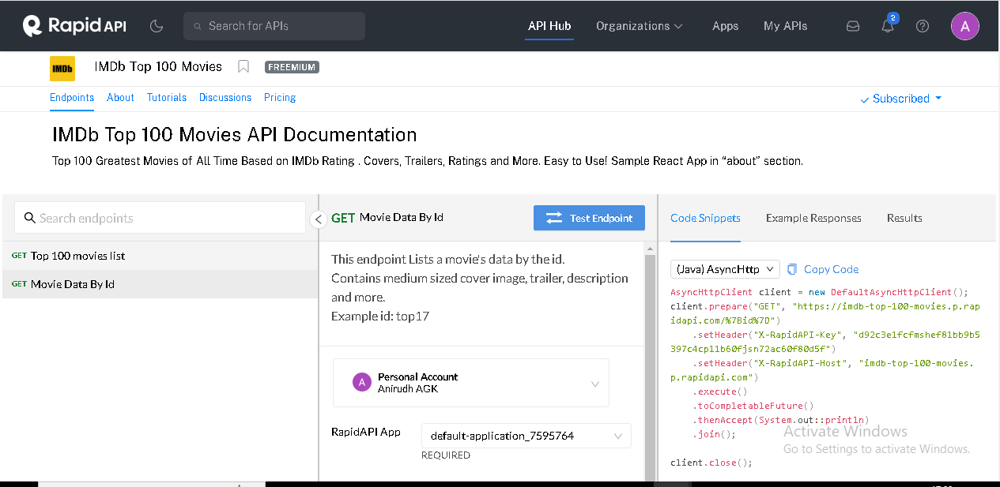 Rapid API
Search for APIs
API Hub
Organizations
Apps
My APIs
2
A
IMDb
IMDb Top 100 Movies
FREEMIUM
Endpoints
About
Tutorials
Discussions
Pricing
Subscribed
IMDb Top 100 Movies API Documentation
Top 100 Greatest Movies of All Time Based on IMDb Rating . Covers, Trailers, Ratings and More. Easy to Use! Sample React App in “about” section.
Search endpoints
GET Top 100 movies list
GET Movie Data By Id
GET Movie Data By Id
Test Endpoint
This endpoint Lists a movie's data by the id.
Contains medium sized cover image, trailer, description
and more.
Example id: top17
A
Personal Account
Anirudh AGK
RapidAPI App
default-application_7595764
REQUIRED
Code Snippets
Example Responses
Results
(Java) AsyncHttp
Copy Code
AsyncHttpClient client = new DefaultAsyncHttpClient();
client.prepare("GET", "https://imdb-top-100-movies.p.rap
idapi.com/%7Bid%7D")
.setHeader("X-RapidAPI-Key", "d92c3e1fcfmshef81bb9b5
397c4cp11b60fjsn72ac60f80d5f")
.setHeader("X-RapidAPI-Host", "imdb-top-100-movies.
p.rapidapi.com")
.execute()
.toCompletableFuture()
.thenAccept(System.out::println)
.join();
client.close();
Activate Windows
Go to Settings to activate Windows.